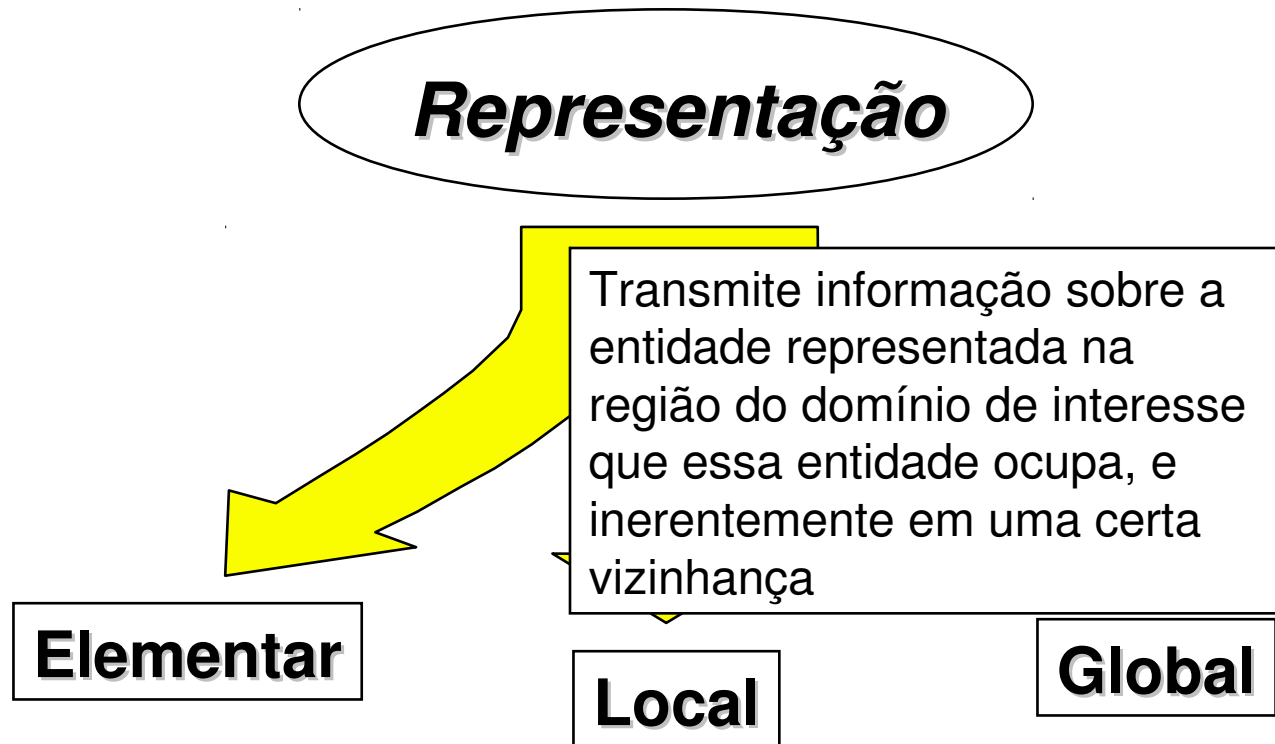 Representação
Transmite informação sobre a
entidade representada na
região do domínio de interesse
que essa entidade ocupa, e
inerentemente em uma certa
vizinhança
Elementar
Local
Global